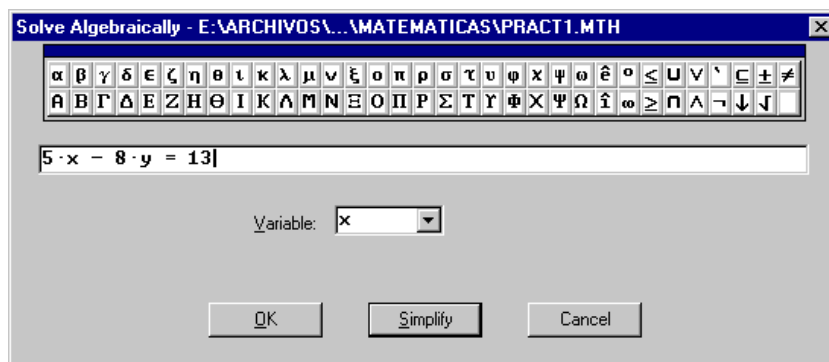 Solve Algebraically - E:\ARCHIVOS\...\MATEMATICAS\PRACT1.MTH
α β γ δ ε ζ η θ ι κ λ μ ν ξ ο π ρ σ τ υ φ χ ψ ω ê º ≤ ∪ ∨ ` ⊆ ± ≠
Α Β Γ Δ Ε Ζ Η Θ Ι Κ Λ Μ Ν Ξ Ο Π Ρ Σ Τ Υ Φ Χ Ψ Ω î ∞ ≥ ∩ ∧ ¬ ↓ √
5·x - 8·y = 13
Variable: x
OK Simplify Cancel